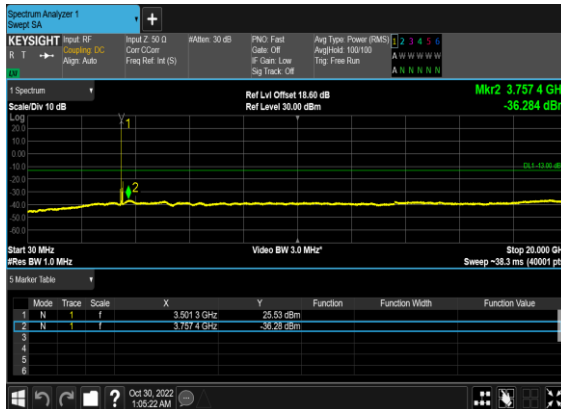 Spectrum Analyzer 1
Swept SA
KEYSIGHT Input: RF Input Z: 50 Ω #Atten: 30 dB PNO: Fast Avg Type: Power (RMS) 1 2 3 4 5 6
R T Coupling: DC Corr CCorr Gate: Off Avg|Hold: 100/100 A W W W W W
Align: Auto Freq Ref: Int (S) IF Gain: Low Trig: Free Run
Sig Track: Off A N N N N N
1 Spectrum Ref Lvl Offset 18.60 dB Mkr2 3.757 4 GH
Scale/Div 10 dB Ref Level 30.00 dBm -36.284 dB
Log 1
20.0
10.0
0.00
-10.0 DL1 -13.00 dB
-20.0
-30.0 2
-40.0
-50.0
-60.0
Start 30 MHz Video BW 3.0 MHz* Stop 20.000 GH
#Res BW 1.0 MHz Sweep ~38.3 ms (40001 pt
5 Marker Table
Mode Trace Scale X Y Function Function Width Function Value
1 N 1 f 3.501 3 GHz 25.53 dBm
2 N 1 f 3.757 4 GHz -36.28 dBm
3
4
5
6
? Oct 30, 2022
1:05:22 AM